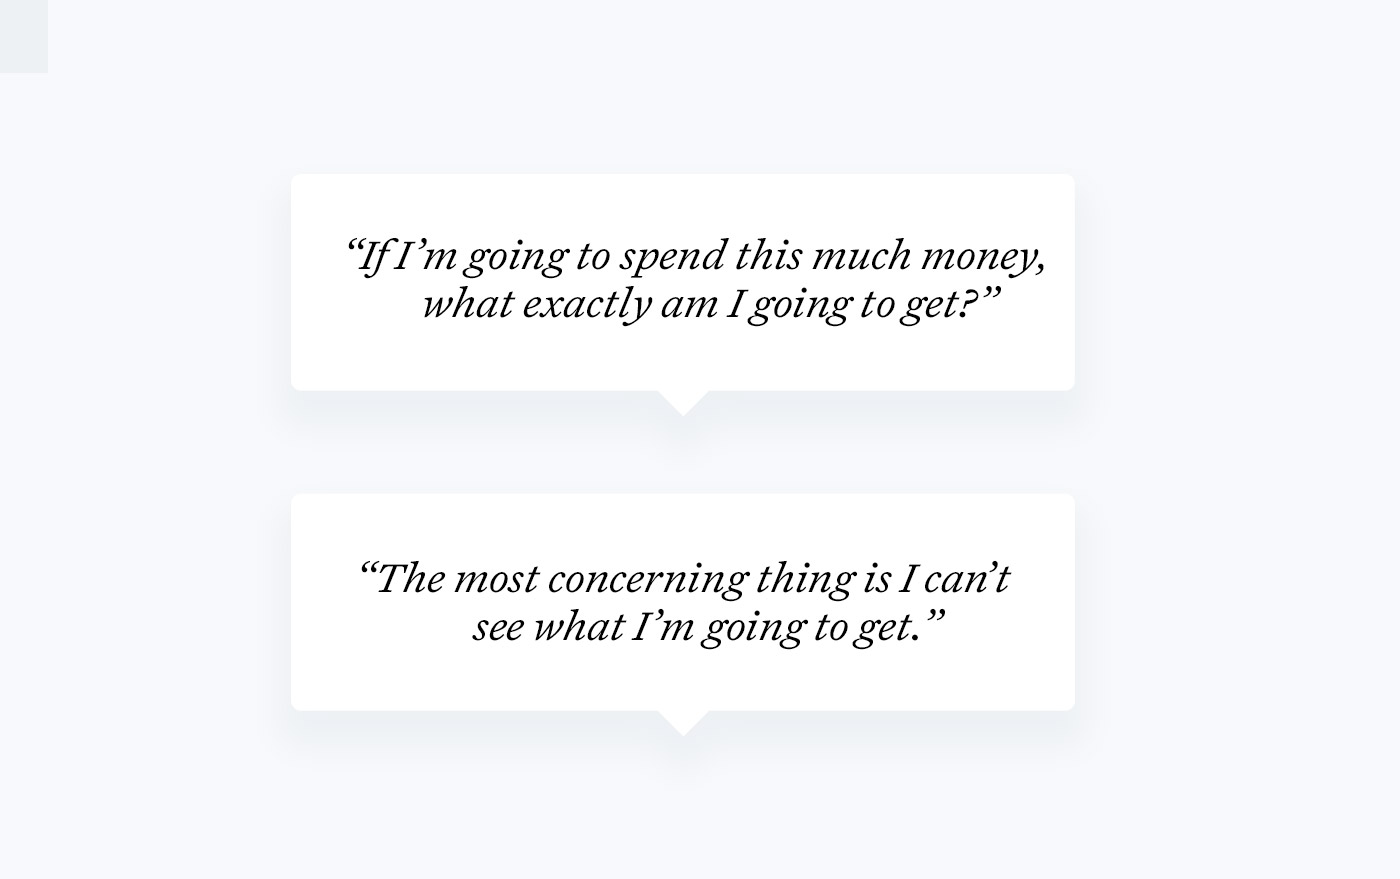 “If I’m going to spend this much money,
what exactly am I going to get?”
“The most concerning thing is I can’t
see what I’m going to get.”